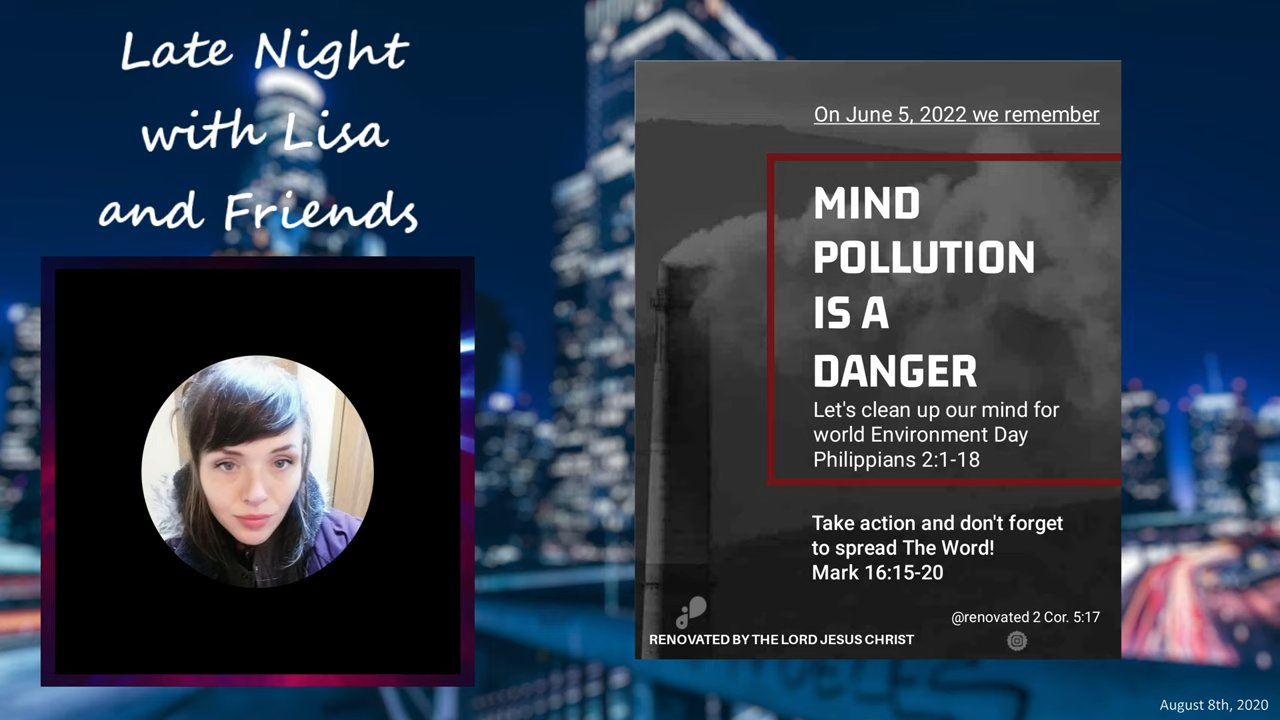 Late Night
with Lisa
and Friends
On June 5, 2022 we remember
MIND
POLLUTION
IS A
DANGER
Let's clean up our mind for
world Environment Day
Philippians 2:1-18
Take action and don't forget
to spread The Word!
Mark 16:15-20
@renovated 2 Cor. 5:17
RENOVATED BY THE LORD JESUS CHRIST
August 8th, 2020